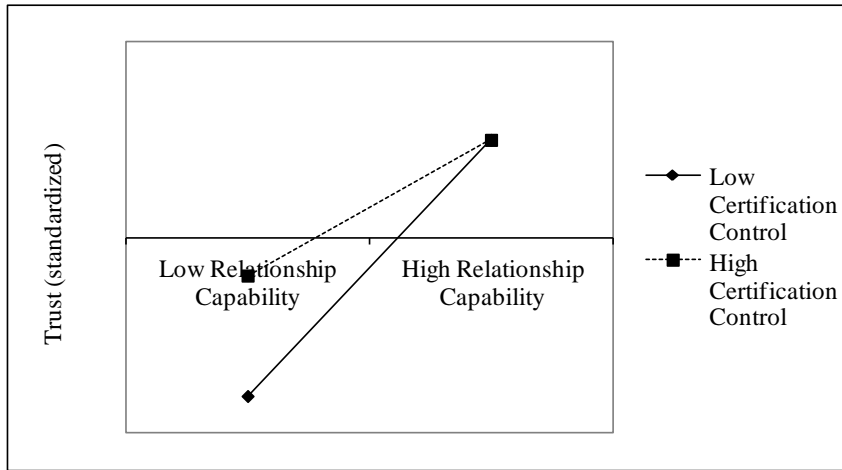 Trust (standardized)
Low Relationship
Capability
High Relationship
Capability
Low
Certification
Control
High
Certification
Control